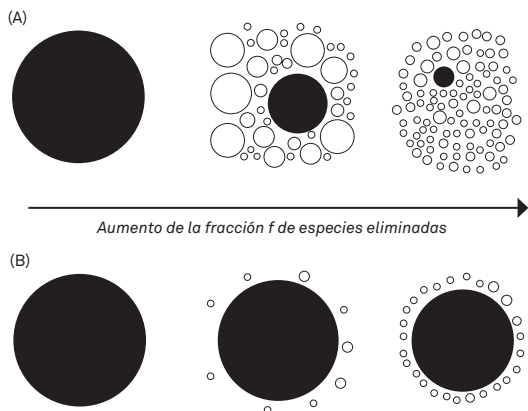 (A)
Aumento de la fracción f de especies eliminadas
(B)